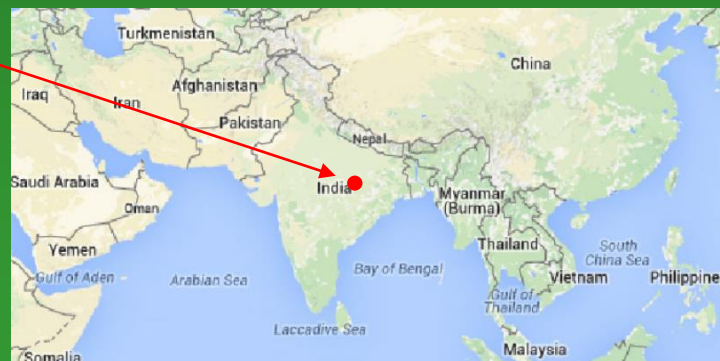 Turkmenistan
China
Afghanistan
Iraq
Iran
Pakistan
Nepal
Saudi Arabia
India
Oman
Myanmar
(Burma)
Yemen
Thailand
South
China Sea
Gulf of Aden
Arabian Sea
Bay of Bengal
Vietnam
Philippine
Gulf of
Thailand
Laccadive Sea
Malaysia
Somalia